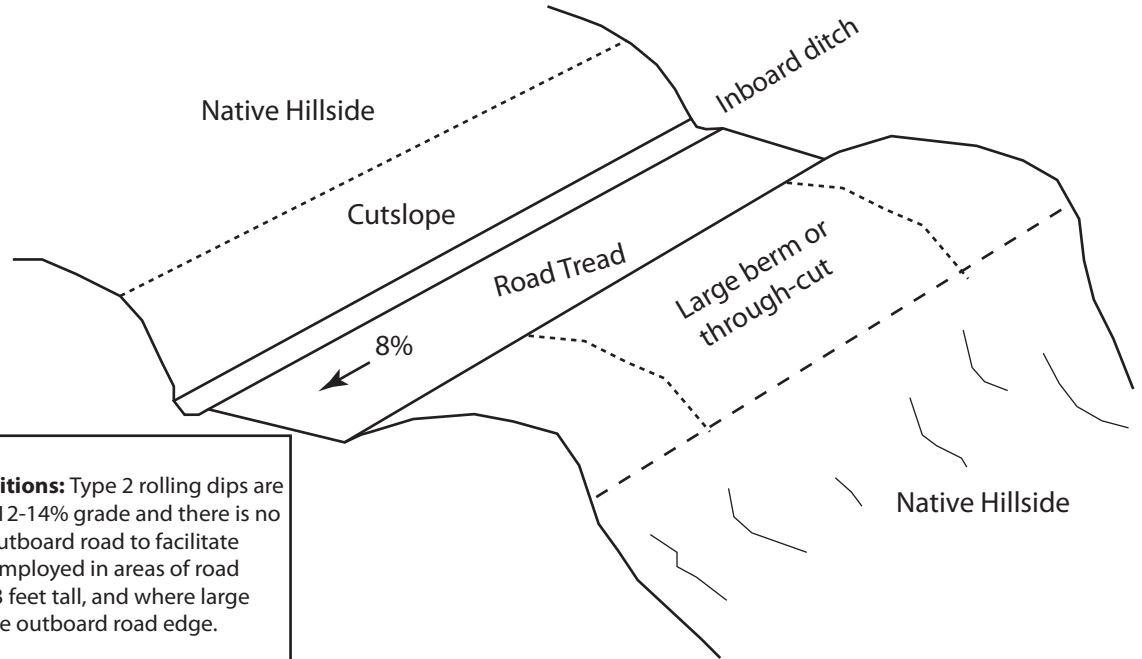 Inboard ditch
Native Hillside
Cutslope
Road Tread
Large berm or
through-cut
8%
Native Hillside
itions: Type 2 rolling dips are
12-14% grade and there is no
utboard road to facilitate
mployed in areas of road
3 feet tall, and where large
e outboard road edge.